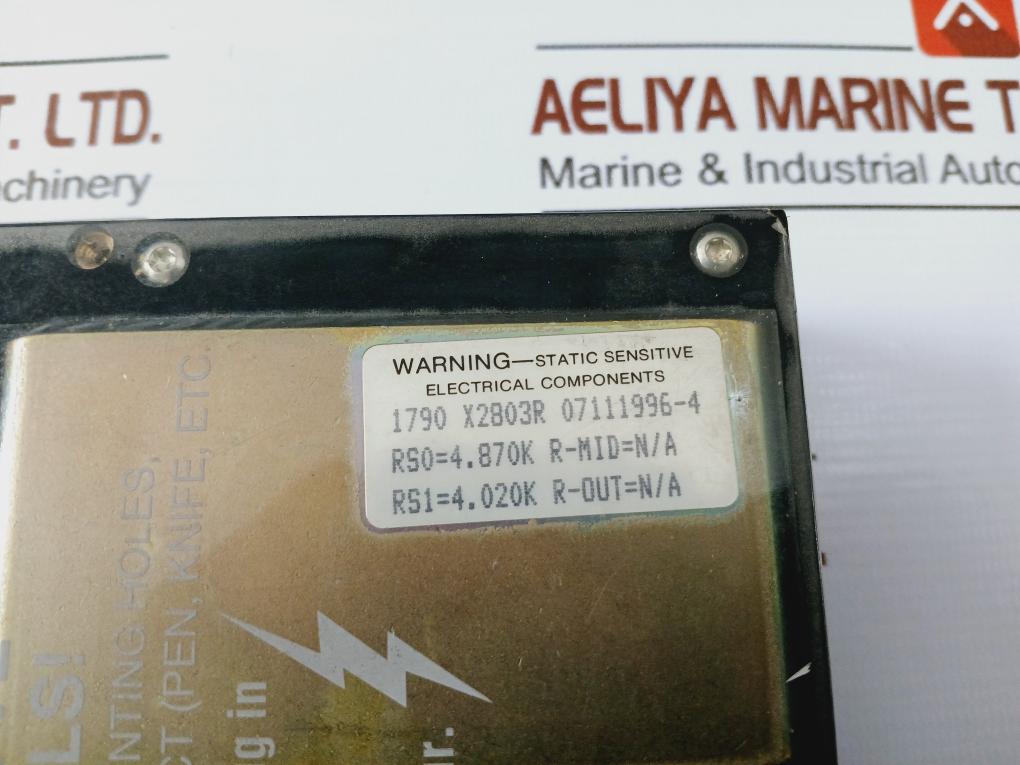 T. LTD.
chinery
AELIYA MARINE T
Marine & Industrial Auto
WARNING—STATIC SENSITIVE
ELECTRICAL COMPONENTS
1790 X2803R 07111996-4
RS0=4.870K R-MID=N/A
RS1=4.020K R-OUT=N/A
LS!
NTING HOLES,
CT (PEN, KNIFE, ETC.
g in
ur.